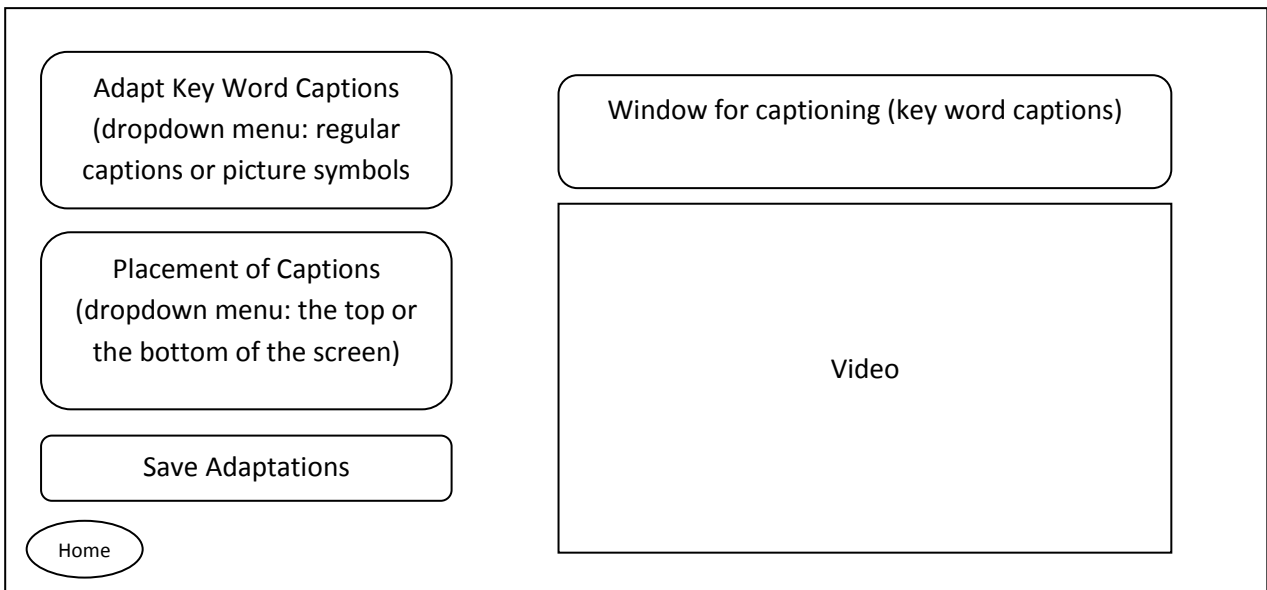 Adapt Key Word Captions
(dropdown menu: regular
captions or picture symbols
Placement of Captions
(dropdown menu: the top or
the bottom of the screen)
Save Adaptations
Home
Window for captioning (key word captions)
Video